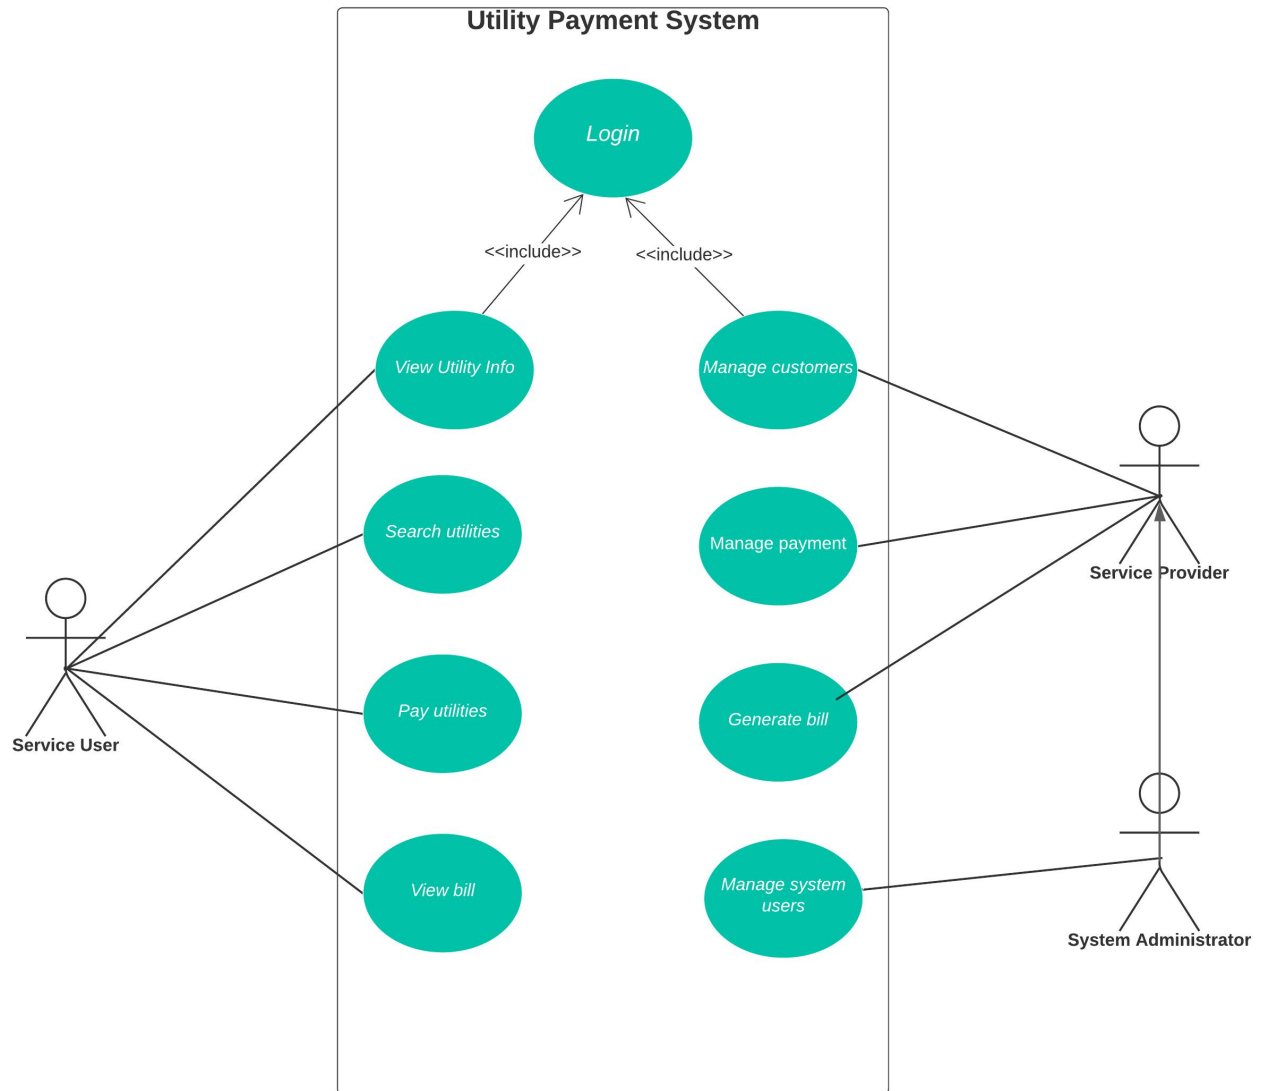 Utility Payment System
Login
<<include>>
<<include>>
View Utility Info
Manage customers
Search utilities
Manage payment
Service Provider
Pay utilities
Generate bill
Service User
View bill
Manage system
users
System Administrator